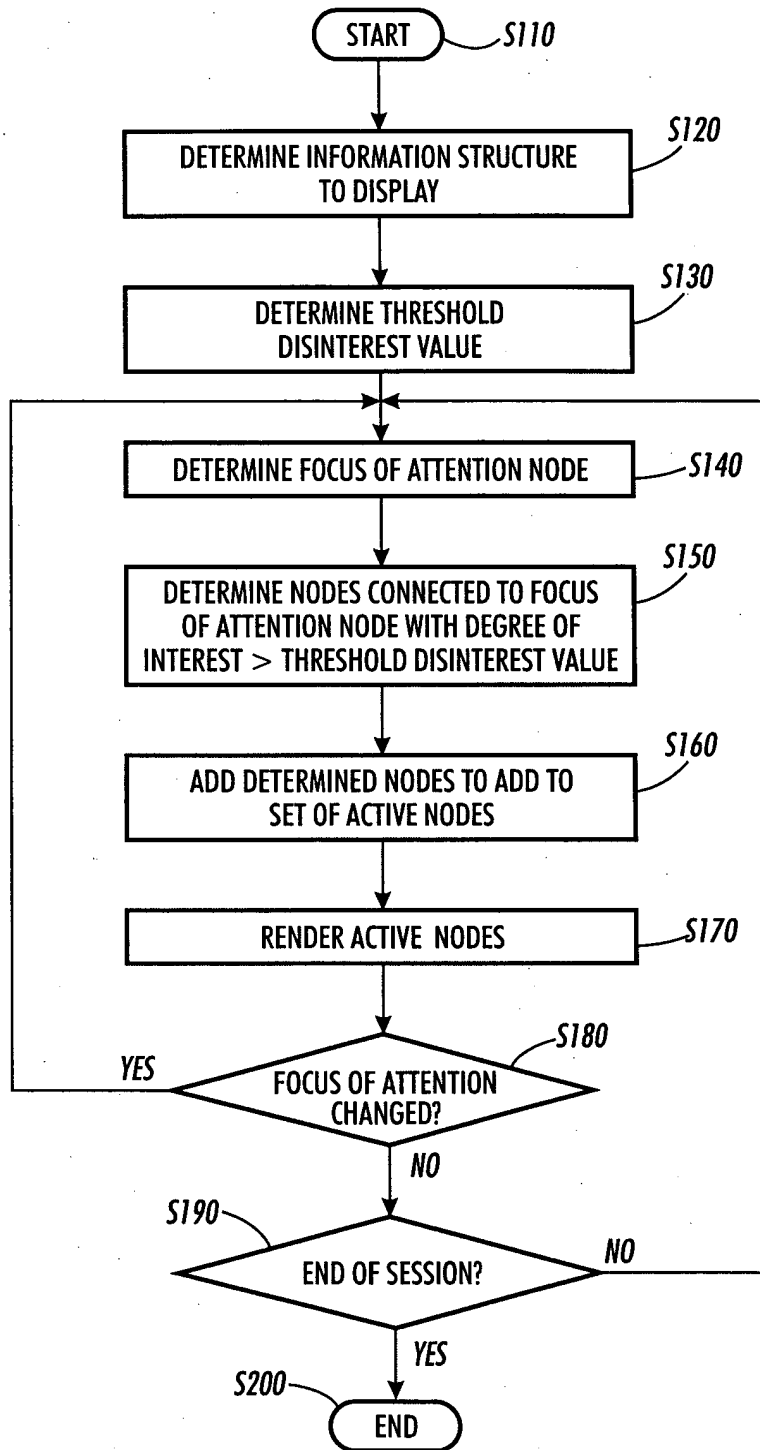 START
S110
S120
DETERMINE INFORMATION STRUCTURE
TO DISPLAY
S130
DETERMINE THRESHOLD
DISINTEREST VALUE
DETERMINE FOCUS OF ATTENTION NODE
S140
S150
DETERMINE NODES CONNECTED TO FOCUS
OF ATTENTION NODE WITH DEGREE OF
INTEREST > THRESHOLD DISINTEREST VALUE
S160
ADD DETERMINED NODES TO ADD TO
SET OF ACTIVE NODES
RENDER ACTIVE NODES
S170
S180
YES
FOCUS OF ATTENTION
CHANGED?
NO
S190
END OF SESSION?
NO
YES
S200
END